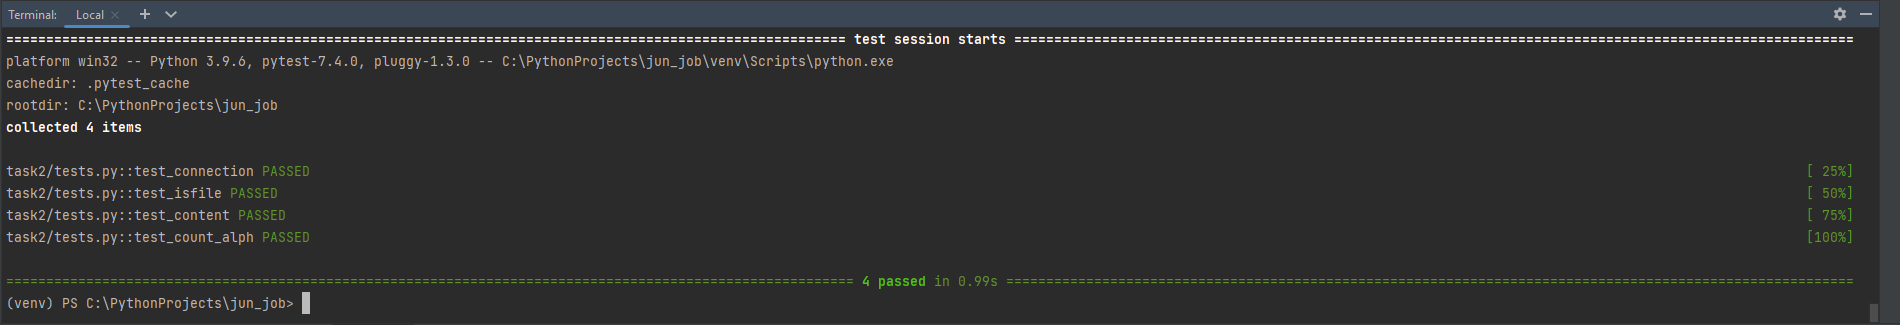 Terminal: Local × + 
============================== test session starts ==============================
platform win32 -- Python 3.9.6, pytest-7.4.0, pluggy-1.3.0 -- C:\PythonProjects\jun_job\venv\Scripts\python.exe
cachedir: .pytest_cache
rootdir: C:\PythonProjects\jun_job
collected 4 items
task2/tests.py::test_connection PASSED [ 25%]
task2/tests.py::test_isfile PASSED [ 50%]
task2/tests.py::test_content PASSED [ 75%]
task2/tests.py::test_count_alph PASSED [100%]
============================== 4 passed in 0.99s ==============================
(venv) PS C:\PythonProjects\jun_job>